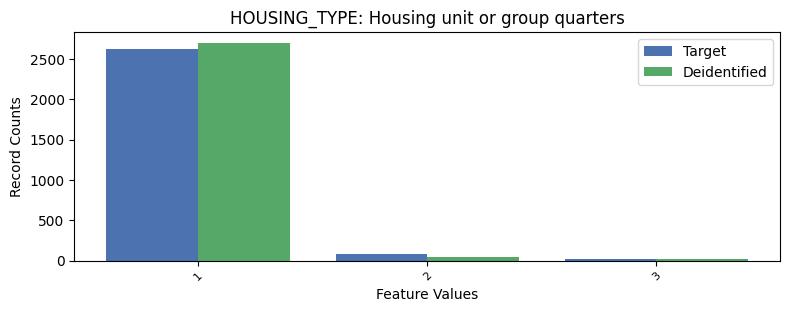 HOUSING_TYPE: Housing unit or group quarters
Target
Deidentified
Record Counts
2500
2000
1500
1000
500
0
1
2
3
Feature Values